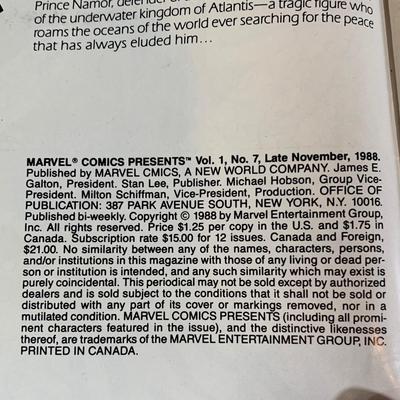 Prince Namor, defender of
of the underwater kingdom of Atlantis—a tragic figure who
roams the oceans of the world ever searching for the peace
that has always eluded him...
MARVEL® COMICS PRESENTS™ Vol. 1, No. 7, Late November, 1988.
Published by MARVEL CMICS, A NEW WORLD COMPANY. James E.
Galton, President. Stan Lee, Publisher. Michael Hobson, Group Vice-
President. Milton Schiffman, Vice-President, Production. OFFICE OF
PUBLICATION: 387 PARK AVENUE SOUTH, NEW YORK, N.Y. 10016.
Published bi-weekly. Copyright © 1988 by Marvel Entertainment Group,
Inc. All rights reserved. Price $1.25 per copy in the U.S. and $1.75 in
Canada. Subscription rate $15.00 for 12 issues. Canada and Foreign,
$21.00. No similarity between any of the names, characters, persons,
and/or institutions in this magazine with those of any living or dead per-
son or institution is intended, and any such similarity which may exist is
purely coincidental. This periodical may not be sold except by authorized
dealers and is sold subject to the conditions that it shall not be sold or
distributed with any part of its cover or markings removed, nor in a
mutilated condition. MARVEL COMICS PRESENTS (including all promi-
nent characters featured in the issue), and the distinctive likenesses
thereof, are trademarks of the MARVEL ENTERTAINMENT GROUP, INC.
PRINTED IN CANADA.